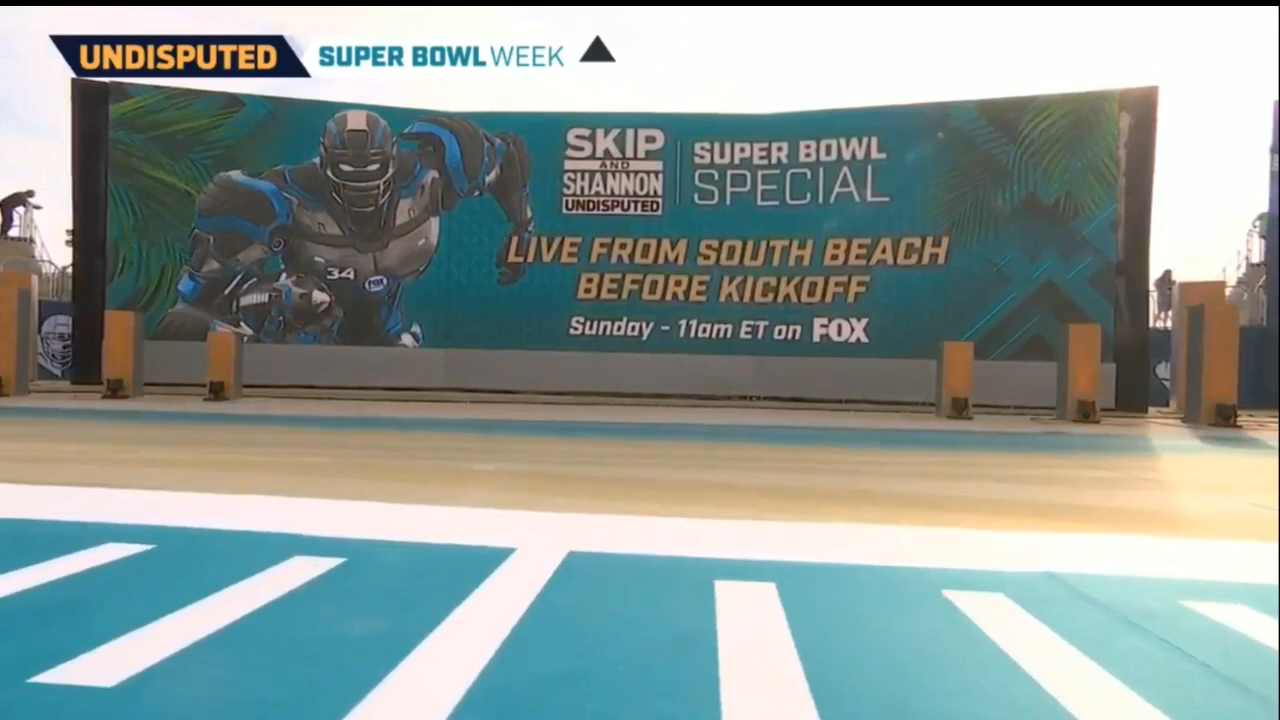 UNDISPUTED SUPER BOWL WEEK
SKIP
AND
SHANNON
UNDISPUTED
SUPER BOWL
SPECIAL
LIVE FROM SOUTH BEACH
BEFORE KICKOFF
Sunday - 11am ET on FOX
34
FOX